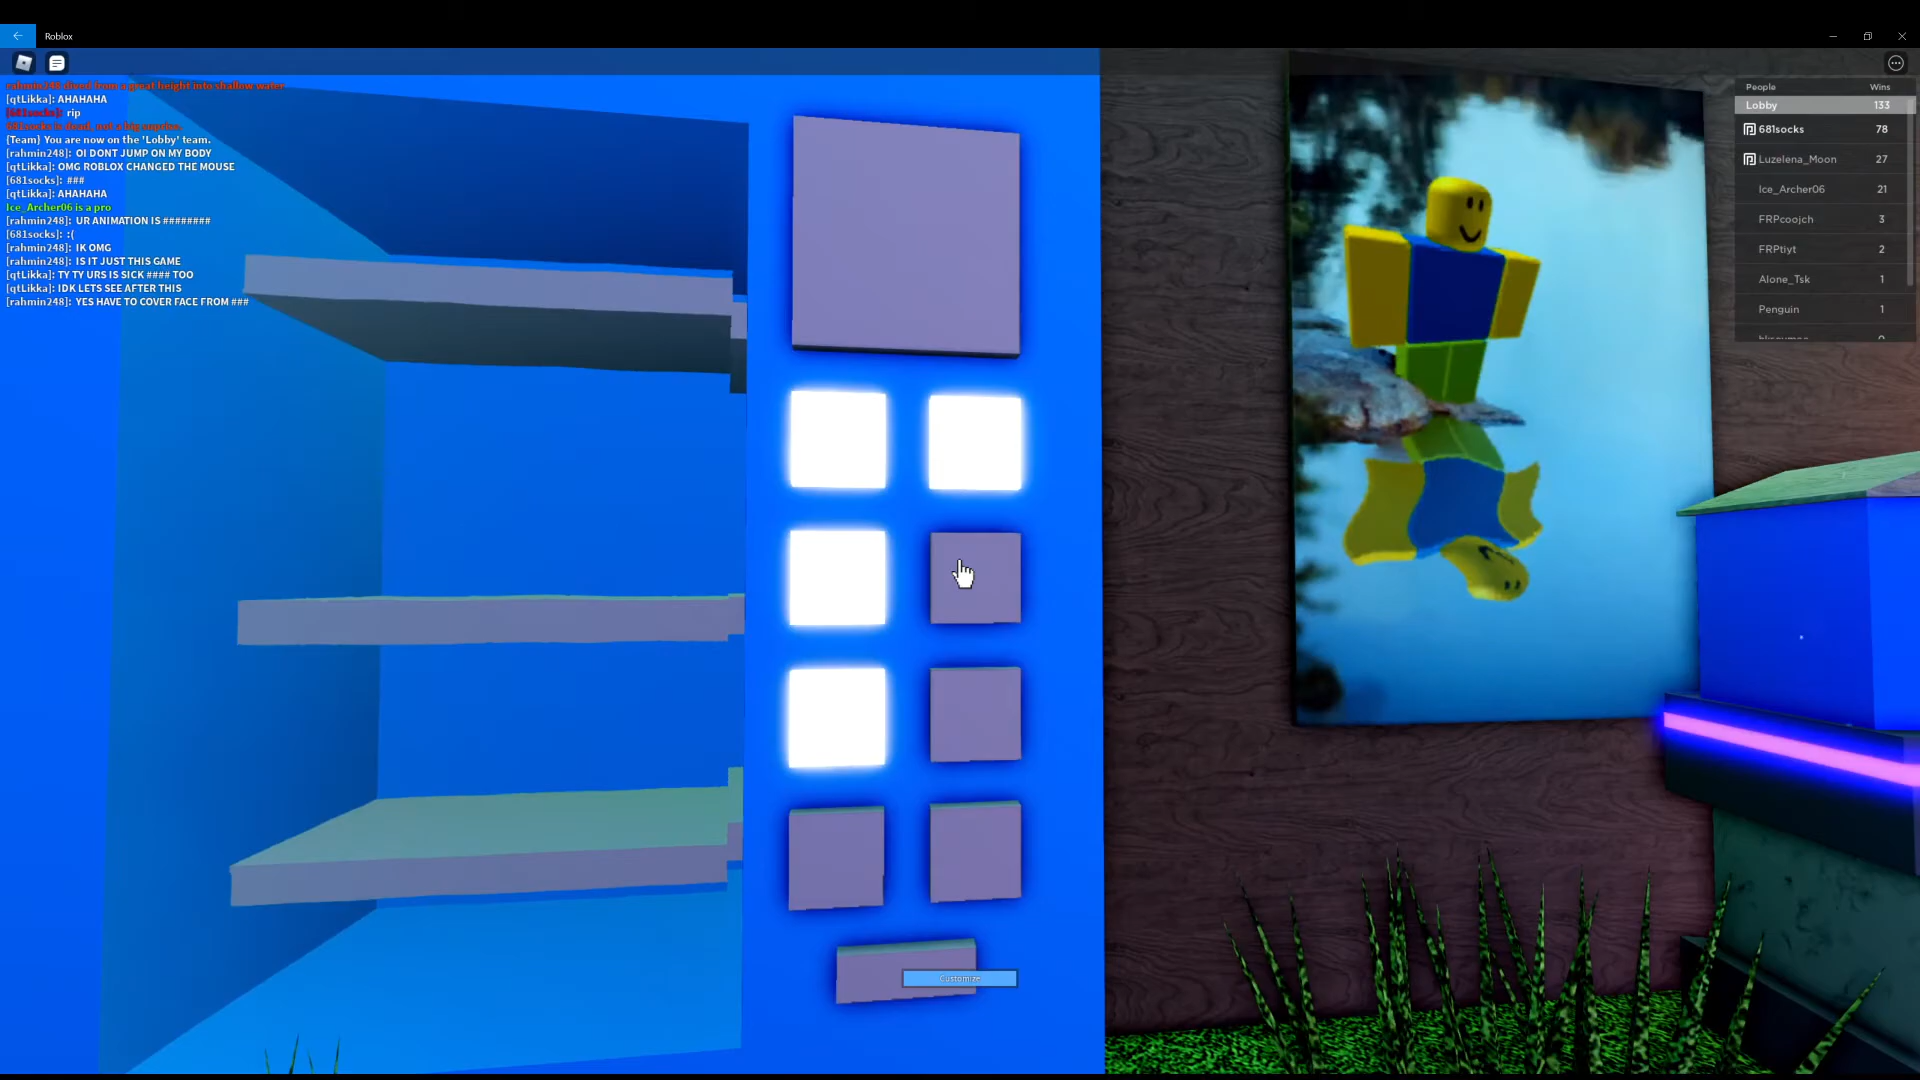 Roblox
rahmin248 dived from a great height into shallow water
[qtLikka]: AHAHAHA
[681socks]: rip
681socks is dead, not a big suprise.
{Team} You are now on the 'Lobby' team.
[rahmin248]: OI DONT JUMP ON MY BODY
[qtLikka]: OMG ROBLOX CHANGED THE MOUSE
[681socks]: ###
[qtLikka]: AHAHAHA
Ice_Archer06 is a pro
[rahmin248]: UR ANIMATION IS ########
[681socks]: :(
[rahmin248]: IK OMG
[rahmin248]: IS IT JUST THIS GAME
[qtLikka]: TY TY URS IS SICK #### TOO
[qtLikka]: IDK LETS SEE AFTER THIS
[rahmin248]: YES HAVE TO COVER FACE FROM ###
People Wins
Lobby 133
681socks 78
Luzelena_Moon 27
Ice_Archer06 21
FRPcoojch 3
FRPtiyt 2
Alone_Tsk 1
Penguin 1
Customize